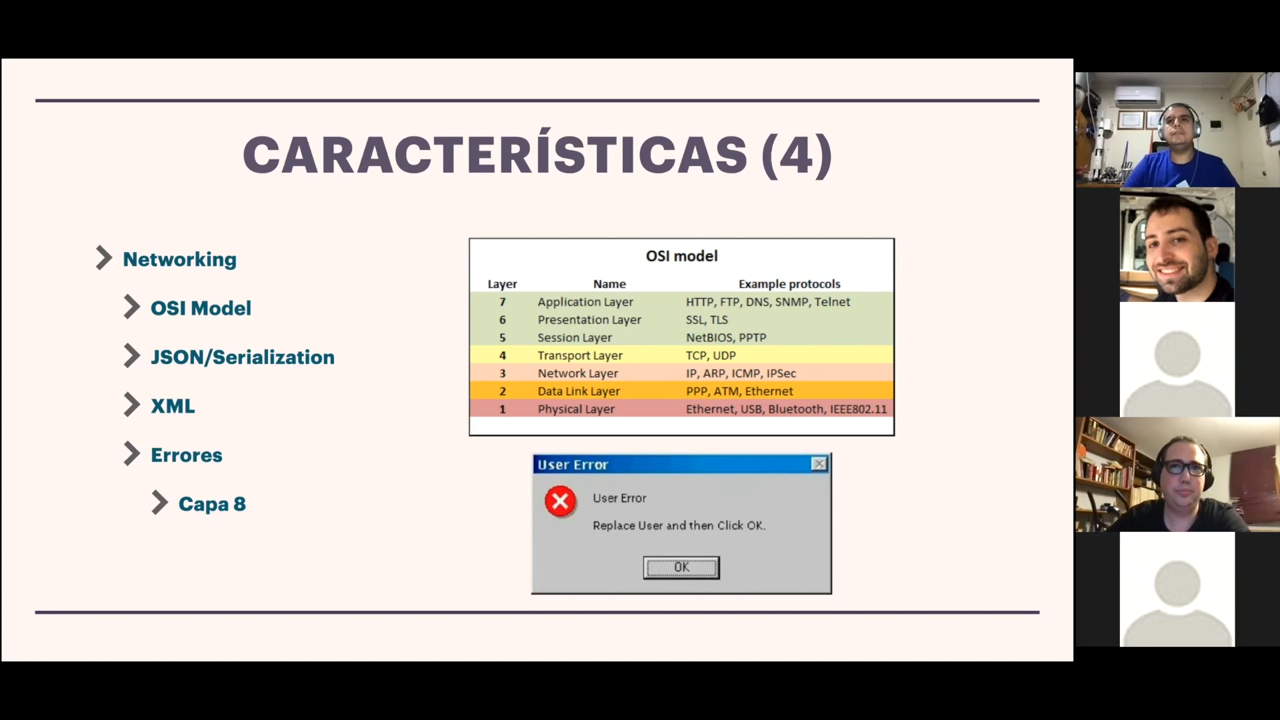 CARACTERÍSTICAS (4)
Networking
OSI Model
JSON/Serialization
XML
Errores
Capa 8
OSI model
Layer Name Example protocols
7 Application Layer HTTP, FTP, DNS, SNMP, Telnet
6 Presentation Layer SSL, TLS
5 Session Layer NetBIOS, PPTP
4 Transport Layer TCP, UDP
3 Network Layer IP, ARP, ICMP, IPSec
2 Data Link Layer PPP, ATM, Ethernet
1 Physical Layer Ethernet, USB, Bluetooth, IEEE802.11
User Error
User Error
Replace User and then Click OK.
OK